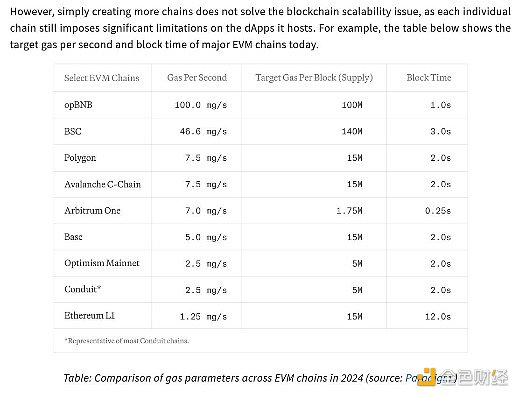 However, simply creating more chains does not solve the blockchain scalability issue, as each individual
chain still imposes significant limitations on the dApps it hosts. For example, the table below shows the
target gas per second and block time of major EVM chains today.
Select EVM Chains Gas Per Second Target Gas Per Block (Supply) Block Time
opBNB 100.0 mg/s 100M 1.0s
BSC 46.6 mg/s 140M 3.0s
Polygon 7.5 mg/s 15M 2.0s
Avalanche C-Chain 7.5 mg/s 15M 2.0s
Arbitrum One 7.0 mg/s 1.75M 0.25s
Base 5.0 mg/s 15M 2.0s
Optimism Mainnet 2.5 mg/s 5M 2.0s
Conduit* 2.5 mg/s 5M 2.0s
Ethereum L1 1.25 mg/s 15M 12.0s
*Representative of most Conduit chains.
Table: Comparison of gas parameters across EVM chains in 2024 (source: Paradigm)
金色财经